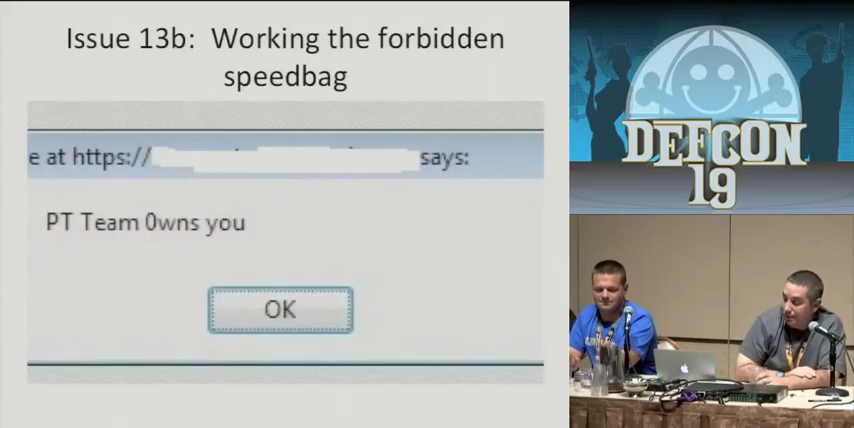 Issue 13b: Working the forbidden
speedbag
e at https://
says:
PT Team 0wns you
OK
DEFCON
19